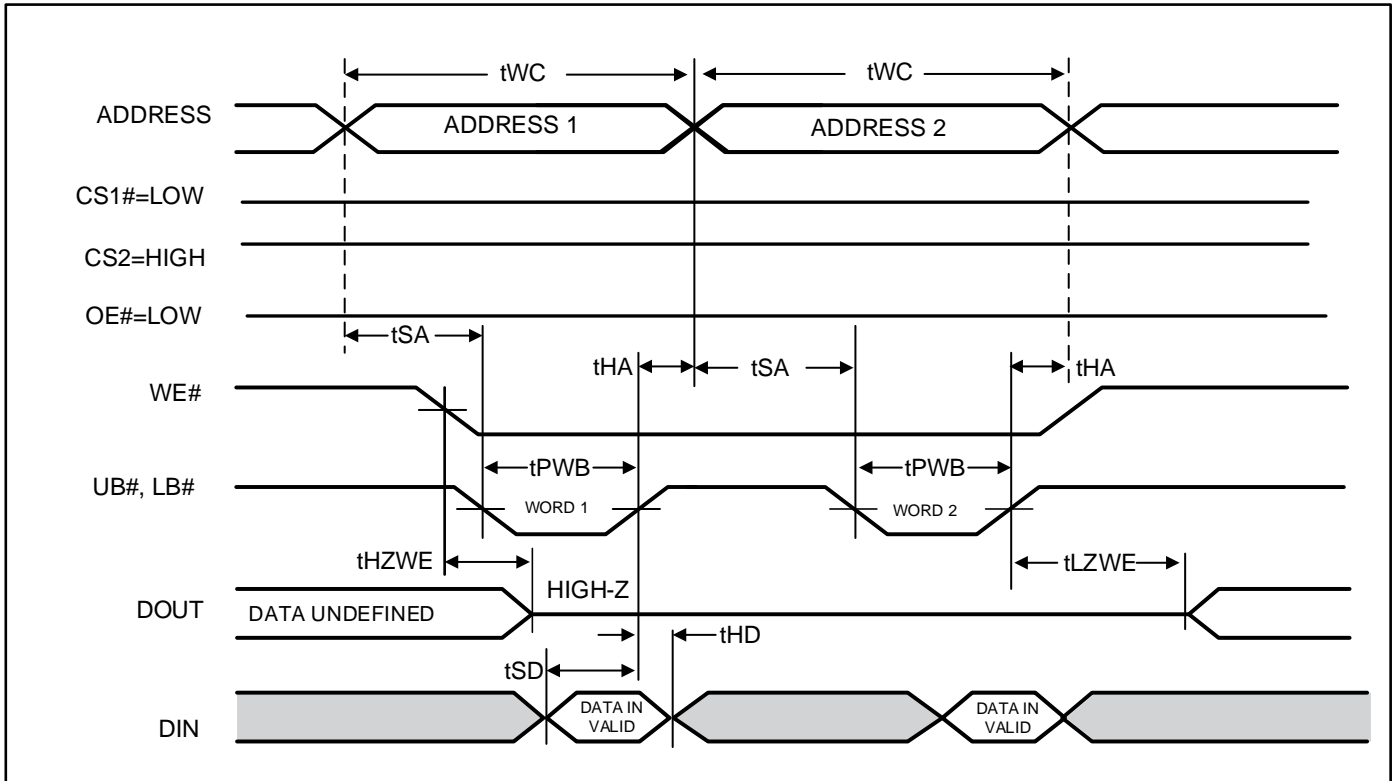 tWC tWC
ADDRESS ADDRESS 1 ADDRESS 2
CS1#=LOW
CS2=HIGH
OE#=LOW
tSA
tHA tSA tHA
WE#
tPWB tPWB
UB#, LB# WORD 1 WORD 2
tHZWE tLZWE
HIGH-Z
DOUT DATA UNDEFINED
tHD
tSD
DIN DATA IN VALID DATA IN VALID